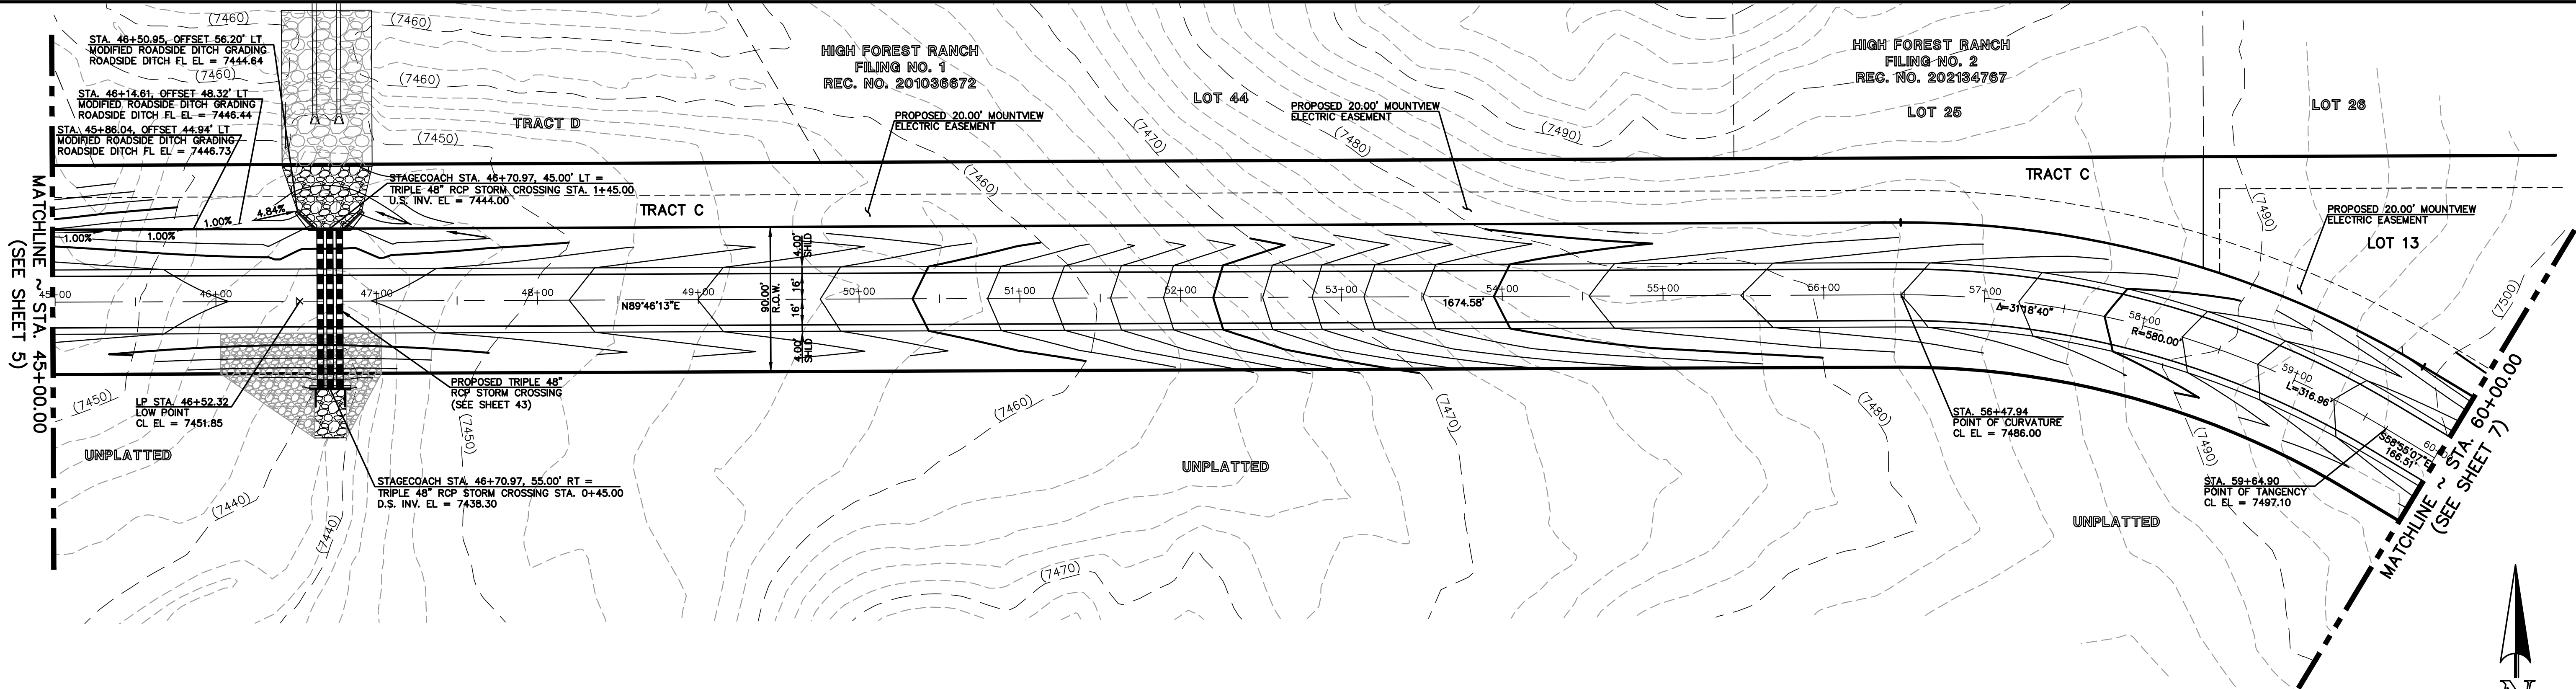 (7460)
(7460)
STA. 46+50.95, OFFSET 56.20' LT
MODIFIED ROADSIDE DITCH GRADING
ROADSIDE DITCH FL EL = 7444.64
(7460)
(7460)
HIGH FOREST RANCH
FILING NO. 1
REC. NO. 201036672
HIGH FOREST RANCH
FILING NO. 2
REC. NO. 202134767
STA. 46+14.61, OFFSET 48.32' LT
MODIFIED ROADSIDE DITCH GRADING
ROADSIDE DITCH FL EL = 7446.44
STA. 45+86.04, OFFSET 44.94' LT
MODIFIED ROADSIDE DITCH GRADING
ROADSIDE DITCH FL EL = 7446.73
TRACT D
(7450)
PROPOSED 20.00' MOUNTVIEW
ELECTRIC EASEMENT
LOT 44
(7470)
PROPOSED 20.00' MOUNTVIEW
ELECTRIC EASEMENT
(7480)
(7490)
LOT 25
LOT 26
STAGECOACH STA. 46+70.97, 45.00' LT =
TRIPLE 48" RCP STORM CROSSING STA. 1+45.00
U.S. INV. EL = 7444.00
TRACT C
(7460)
TRACT C
(7490)
PROPOSED 20.00' MOUNTVIEW
ELECTRIC EASEMENT
LOT 13
(7500)
1.00%
1.00%
1.00%
4.84%
MATCHLINE ~ STA. 45+00.00
(SEE SHEET 5)
45+00
46+00
47+00
48+00
N89°46'13"E
49+00
90.00'
R.O.W.
4.00'
SHLD
16'
16'
4.00'
SHLD
50+00
51+00
52+00
53+00
1674.58'
54+00
55+00
56+00
57+00
Δ=31°18'40"
58+00
R=580.00'
59+00
L=316.96'
S58°55'07"E
166.51'
60+00
(7450)
LP STA. 46+52.32
LOW POINT
CL EL = 7451.85
PROPOSED TRIPLE 48"
RCP STORM CROSSING
(SEE SHEET 43)
(7450)
(7460)
(7470)
(7480)
STA. 56+47.94
POINT OF CURVATURE
CL EL = 7486.00
(7490)
STA. 59+64.90
POINT OF TANGENCY
CL EL = 7497.10
MATCHLINE ~ STA. 60+00.00
(SEE SHEET 7)
UNPLATTED
(7440)
(7440)
STAGECOACH STA. 46+70.97, 55.00' RT =
TRIPLE 48" RCP STORM CROSSING STA. 0+45.00
D.S. INV. EL = 7438.30
UNPLATTED
UNPLATTED
(7470)
N